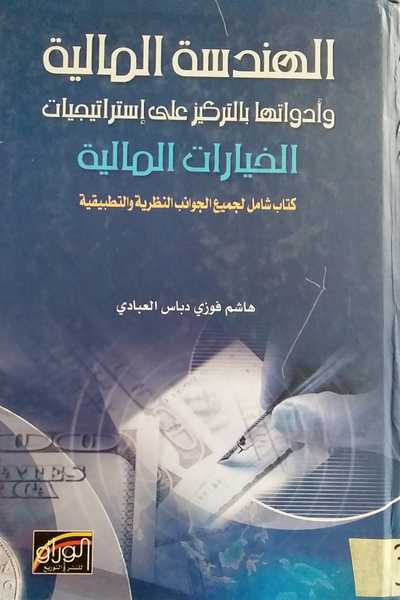 الهندسة المالية
وأدواتها بالتركيز على إستراتيجيات
الخيارات المالية
كتاب شامل لجميع الجوانب النظرية والتطبيقية
هاشم فوزي دباس العبادي
الوراق
للنشر و التوزيع